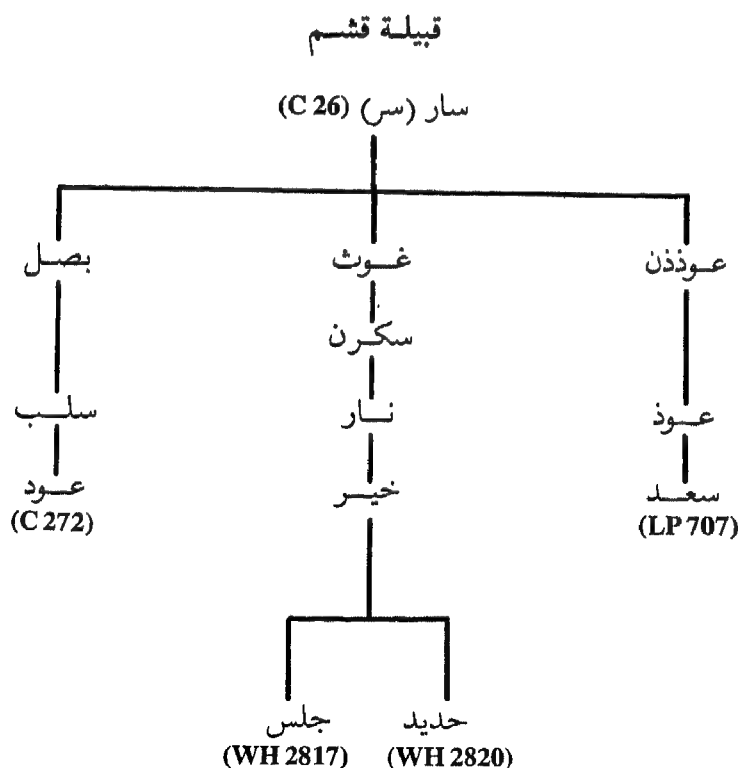 قبيلة قشم
سار (سر) (C 26)
عوذذن غوث بصل
سكرن
عوذ نار سلب
سعد خير عود
(LP 707) (C 272)
حديد جلس
(WH 2820) (WH 2817)